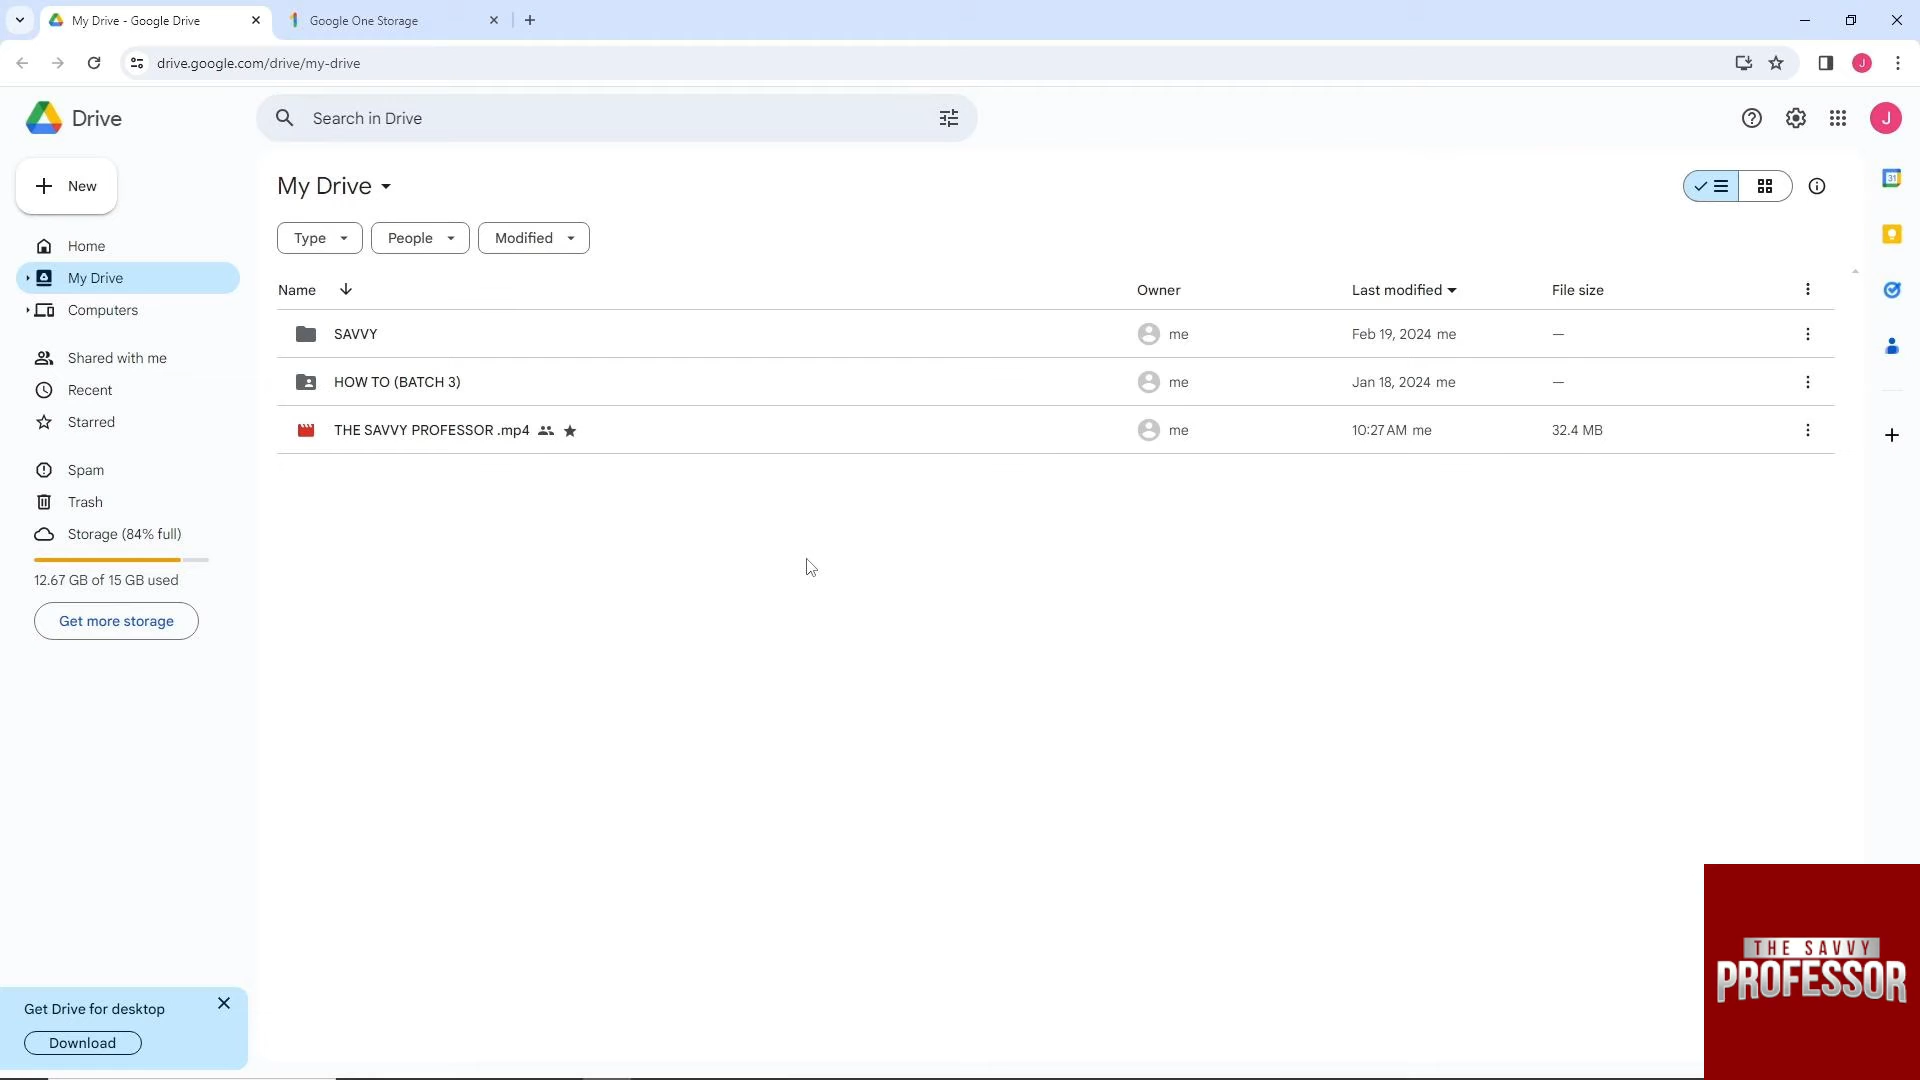 My Drive - Google Drive
Google One Storage
drive.google.com/drive/my-drive
J
Drive
Search in Drive
J
New
My Drive
31
Type
People
Modified
Home
My Drive
Computers
Name
Owner
Last modified
File size
SAVVY
me
Feb 19, 2024 me
—
Shared with me
HOW TO (BATCH 3)
me
Jan 18, 2024 me
—
Recent
Starred
THE SAVVY PROFESSOR .mp4
me
10:27 AM me
32.4 MB
Spam
Trash
Storage (84% full)
12.67 GB of 15 GB used
Get more storage
Get Drive for desktop
Download
THE SAVVY
PROFESSOR